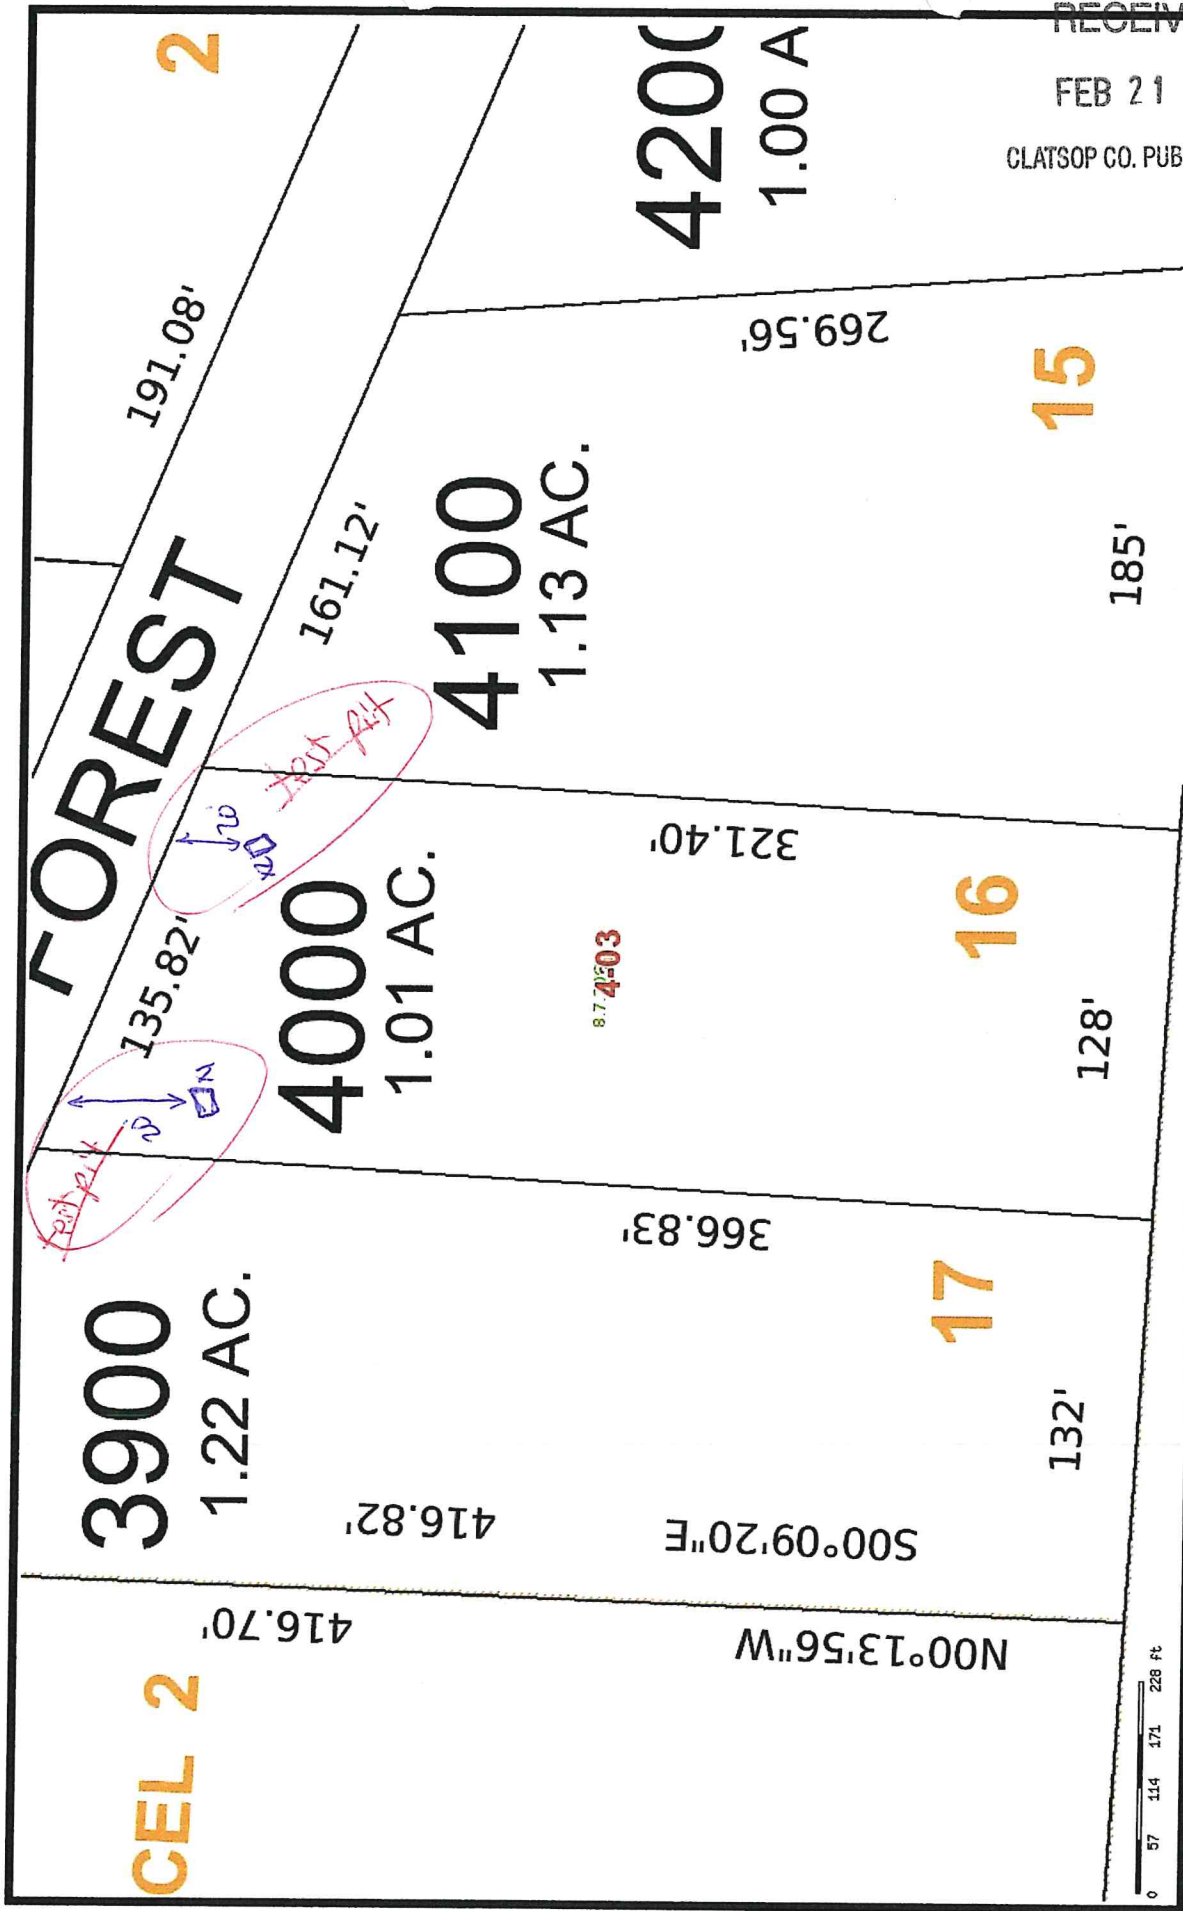 RECEIV
FEB 21
CLATSOP CO. PUB
2
191.08'
FOREST
161.12'
135.82'
4200
1.00 A
269.56'
15
185'
4100
1.13 AC.
test pit
20
321.40'
16
128'
4000
1.01 AC.
4-03
test pit
20
366.83'
17
132'
3900
1.22 AC.
416.82'
S00°09'20"E
416.70'
N00°13'56"W
CEL 2
0 57 114 171 228 ft